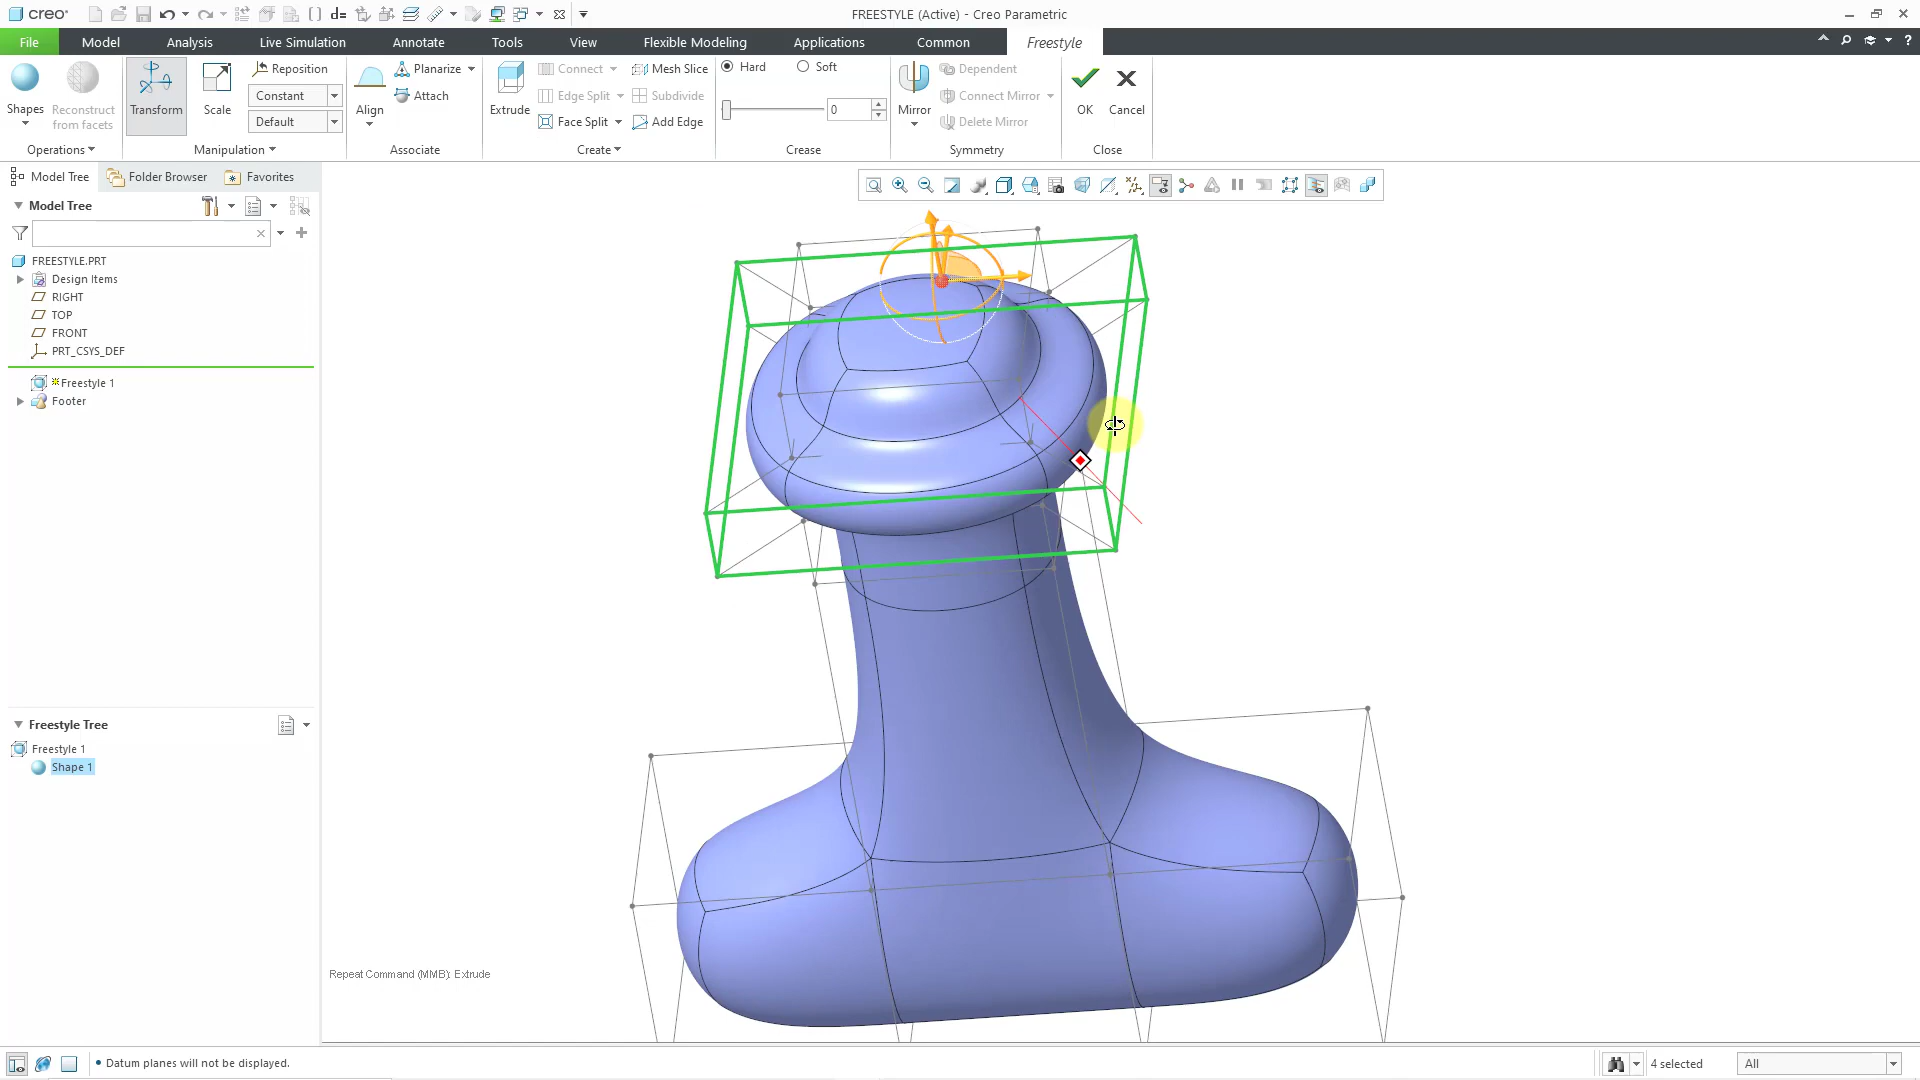 creo
d=
FREESTYLE (Active) - Creo Parametric
File
Model
Analysis
Live Simulation
Annotate
Tools
View
Flexible Modeling
Applications
Common
Freestyle
Shapes
Reconstruct
from facets
Transform
Scale
Reposition
Constant
Default
Align
Planarize
Attach
Extrude
Connect
Edge Split
Face Split
Mesh Slice
Subdivide
Add Edge
Hard
Soft
0
Mirror
Dependent
Connect Mirror
Delete Mirror
OK
Cancel
Operations
Manipulation
Associate
Create
Crease
Symmetry
Close
Model Tree
Folder Browser
Favorites
Model Tree
FREESTYLE.PRT
Design Items
RIGHT
TOP
FRONT
PRT_CSYS_DEF
Freestyle 1
Footer
Freestyle Tree
Freestyle 1
Shape 1
Repeat Command (MMB): Extrude
• Datum planes will not be displayed.
4 selected
All